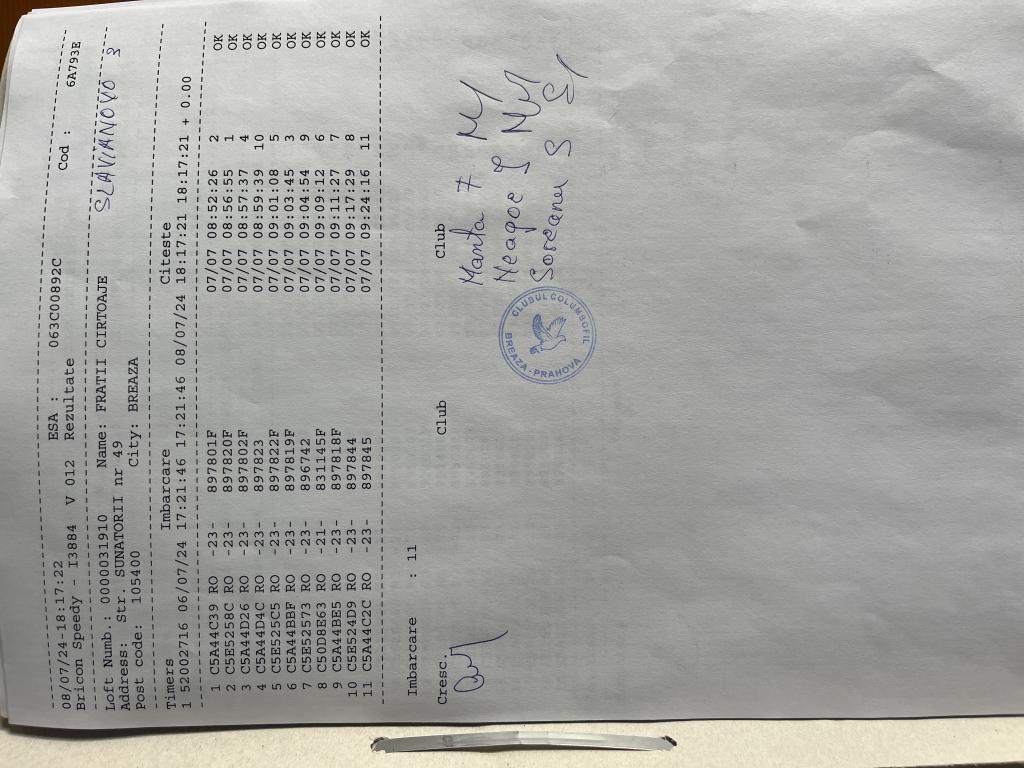 08/07/24-18:17:22 ESA : 063C00892C Cod : 6A793E
Bricon Speedy - I3884 V 012 Rezultate
Loft Numb.: 0000031910 Name: FRATII CIRTOAJE SLAVIANOVO 3
Address: Str. SUNATORII nr 49
Post code: 105400 City: BREAZA
Timers Imbarcare Citeste
1 52002716 06/07/24 17:21:46 17:21:46 08/07/24 18:17:21 18:17:21 + 0.00
1 C5A44C39 RO -23- 897801F 07/07 08:52:26 2 OK
2 C5E5258C RO -23- 897820F 07/07 08:56:55 1 OK
3 C5A44D26 RO -23- 897802F 07/07 08:57:37 4 OK
4 C5A44D4C RO -23- 897823 07/07 08:59:39 10 OK
5 C5E525C5 RO -23- 897822F 07/07 09:01:08 5 OK
6 C5A44BBF RO -23- 897819F 07/07 09:03:45 3 OK
7 C5E52573 RO -23- 896742 07/07 09:04:54 9 OK
8 C50D8E63 RO -21- 831145F 07/07 09:09:12 6 OK
9 C5A44BE5 RO -23- 897818F 07/07 09:11:27 7 OK
10 C5E524D9 RO -23- 897844 07/07 09:17:29 8 OK
11 C5A44C2C RO -23- 897845 07/07 09:24:16 11 OK
Imbarcare : 11
Cresc. Club Club
Manta
Neagoe
Soreanu S
CLUBUL COLUMBOFIL
BREAZA - PRAHOVA